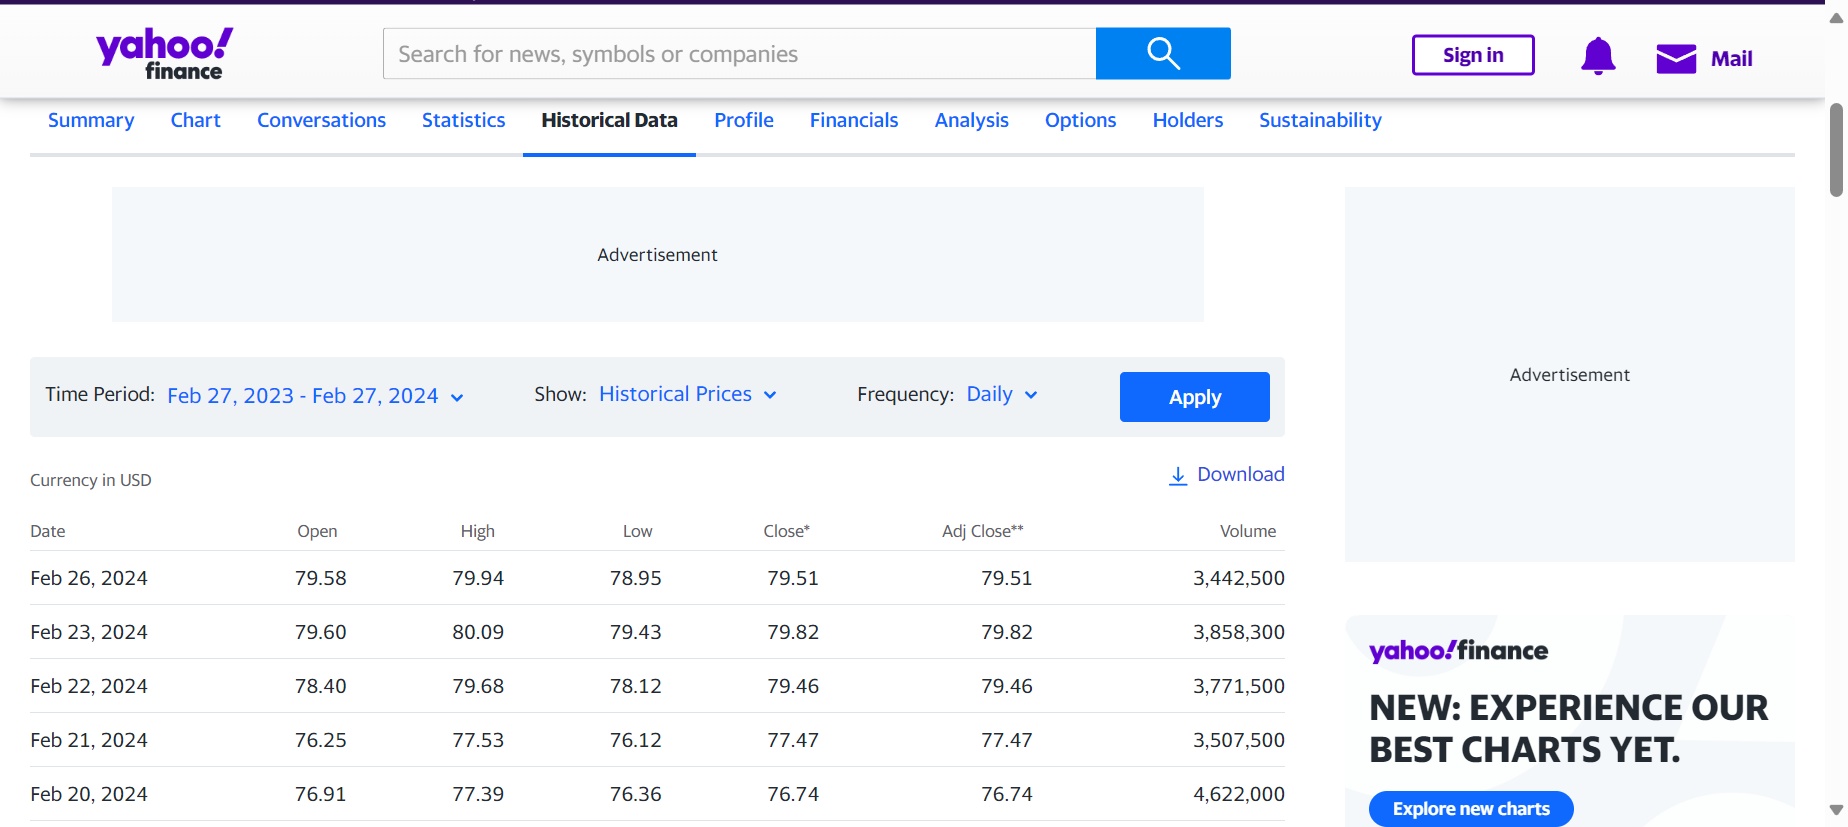 yahoo!
finance
Search for news, symbols or companies
Sign in
Mail
Summary Chart Conversations Statistics Historical Data Profile Financials Analysis Options Holders Sustainability
Advertisement
Advertisement
Time Period: Feb 27, 2023 - Feb 27, 2024 Show: Historical Prices Frequency: Daily Apply
Currency in USD Download
Date Open High Low Close* Adj Close** Volume
Feb 26, 2024 79.58 79.94 78.95 79.51 79.51 3,442,500
Feb 23, 2024 79.60 80.09 79.43 79.82 79.82 3,858,300
Feb 22, 2024 78.40 79.68 78.12 79.46 79.46 3,771,500
Feb 21, 2024 76.25 77.53 76.12 77.47 77.47 3,507,500
Feb 20, 2024 76.91 77.39 76.36 76.74 76.74 4,622,000
yahoo!finance
NEW: EXPERIENCE OUR
BEST CHARTS YET.
Explore new charts